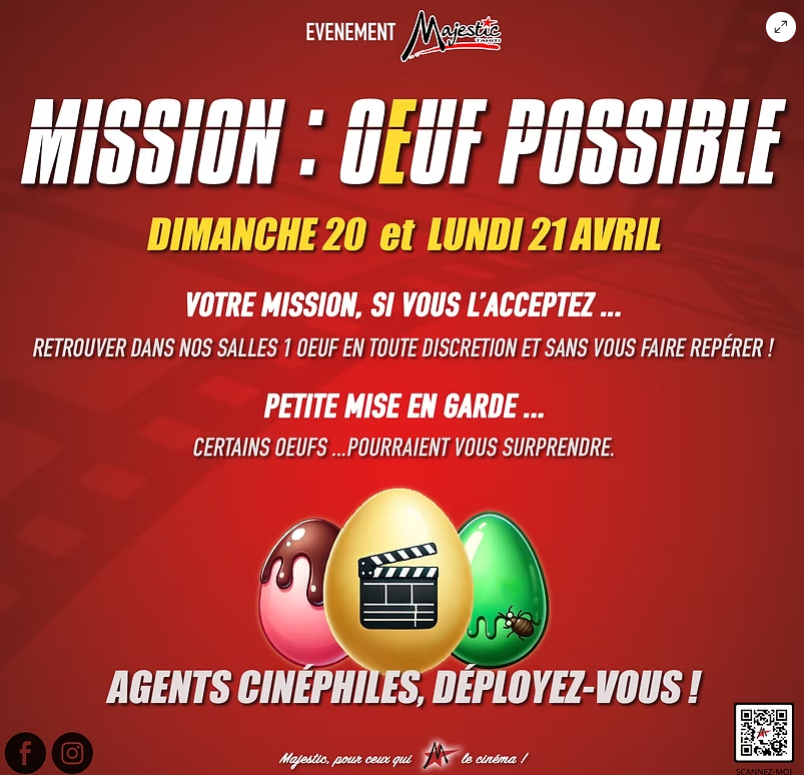 EVENEMENT Majestic
MISSION : OEUF POSSIBLE
DIMANCHE 20 et LUNDI 21 AVRIL
VOTRE MISSION, SI VOUS L'ACCEPTEZ ...
RETROUVER DANS NOS SALLES 1 OEUF EN TOUTE DISCRETION ET SANS VOUS FAIRE REPÉRER !
PETITE MISE EN GARDE ...
CERTAINS OEUFS ...POURRAIENT VOUS SURPRENDRE.
AGENTS CINÉPHILES, DÉPLOYEZ-VOUS !
Majestic, pour ceux qui le cinéma !
SCANNEZ-MOI